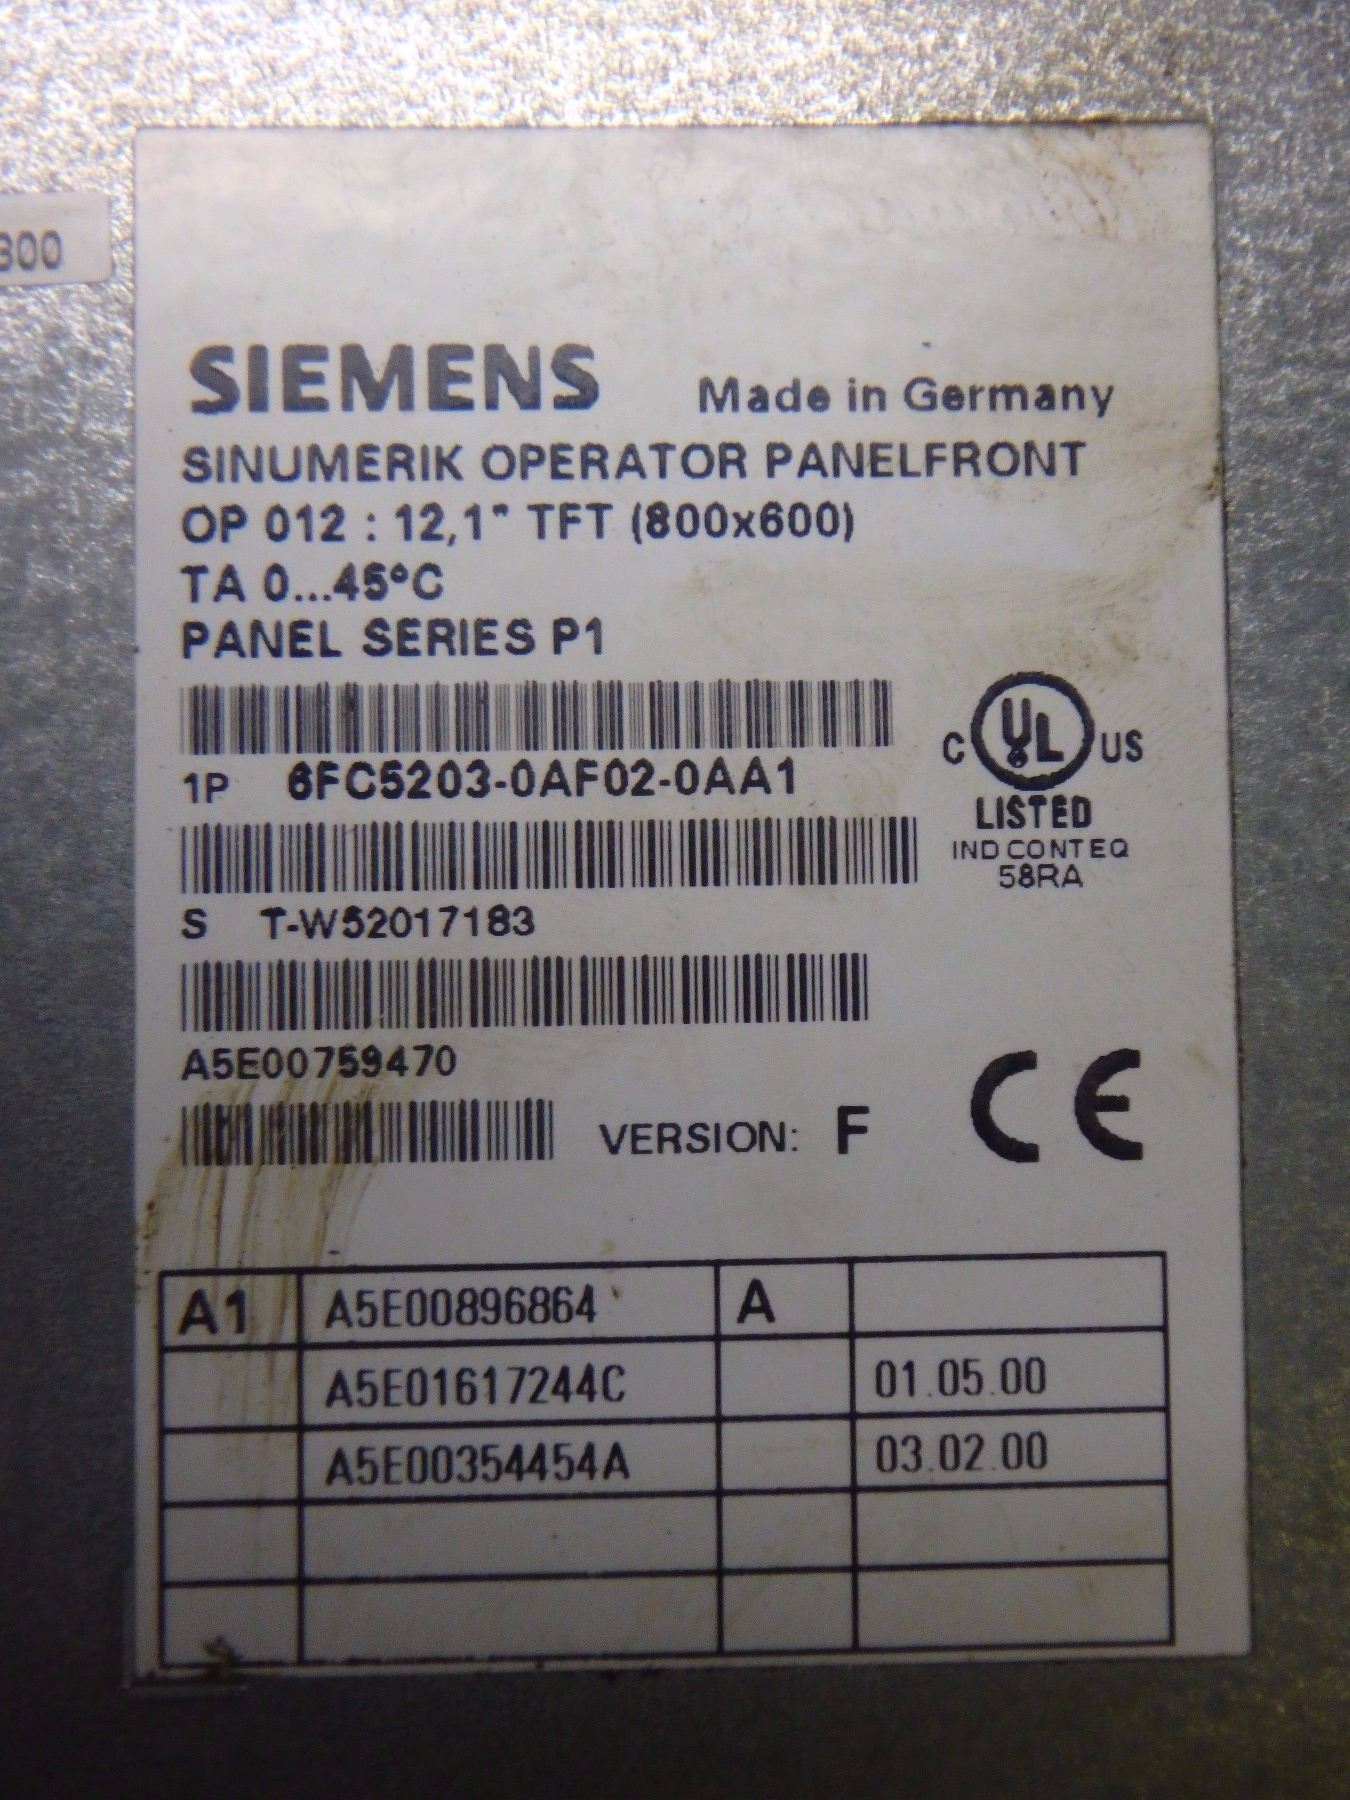 300
SIEMENS Made in Germany
SINUMERIK OPERATOR PANELFRONT
OP 012 : 12,1" TFT (800x600)
TA 0...45°C
PANEL SERIES P1
1P 6FC5203-0AF02-0AA1
C UL US
LISTED
IND CONT EQ
58RA
S T-W52017183
A5E00759470
VERSION: F CE
A1 A5E00896864 A
A5E01617244C 01.05.00
A5E00354454A 03.02.00